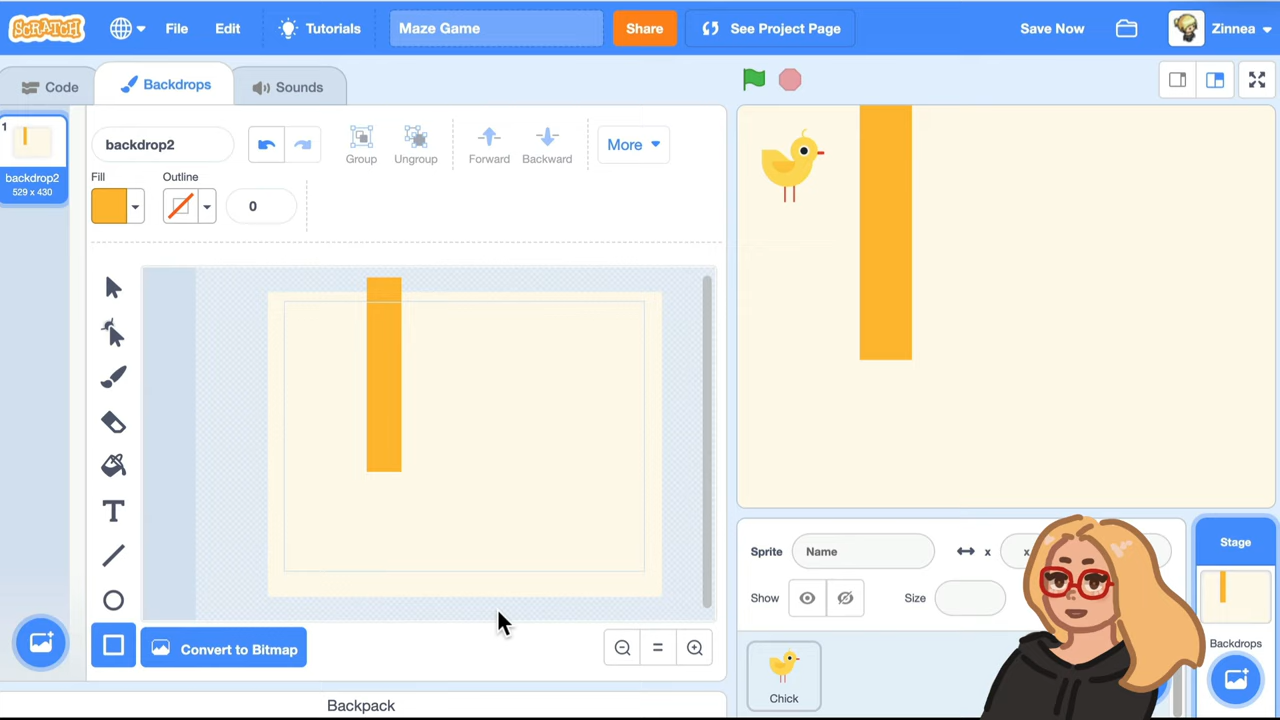 SCRATCH
File
Edit
Tutorials
Maze Game
Share
See Project Page
Save Now
Zinnea
Code
Backdrops
Sounds
1
backdrop2
529 x 430
backdrop2
Group
Ungroup
Forward
Backward
More
Fill
Outline
0
T
Convert to Bitmap
Backpack
Sprite
Name
x
x
Show
Size
Chick
Stage
Backdrops